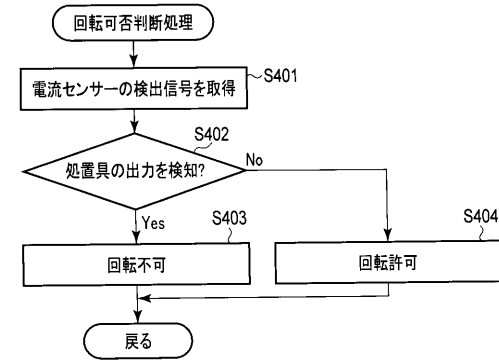 回転可否判断処理
電流センサーの検出信号を取得
S401
処置具の出力を検知?
S402
No
Yes
S403
回転不可
S404
回転許可
戻る